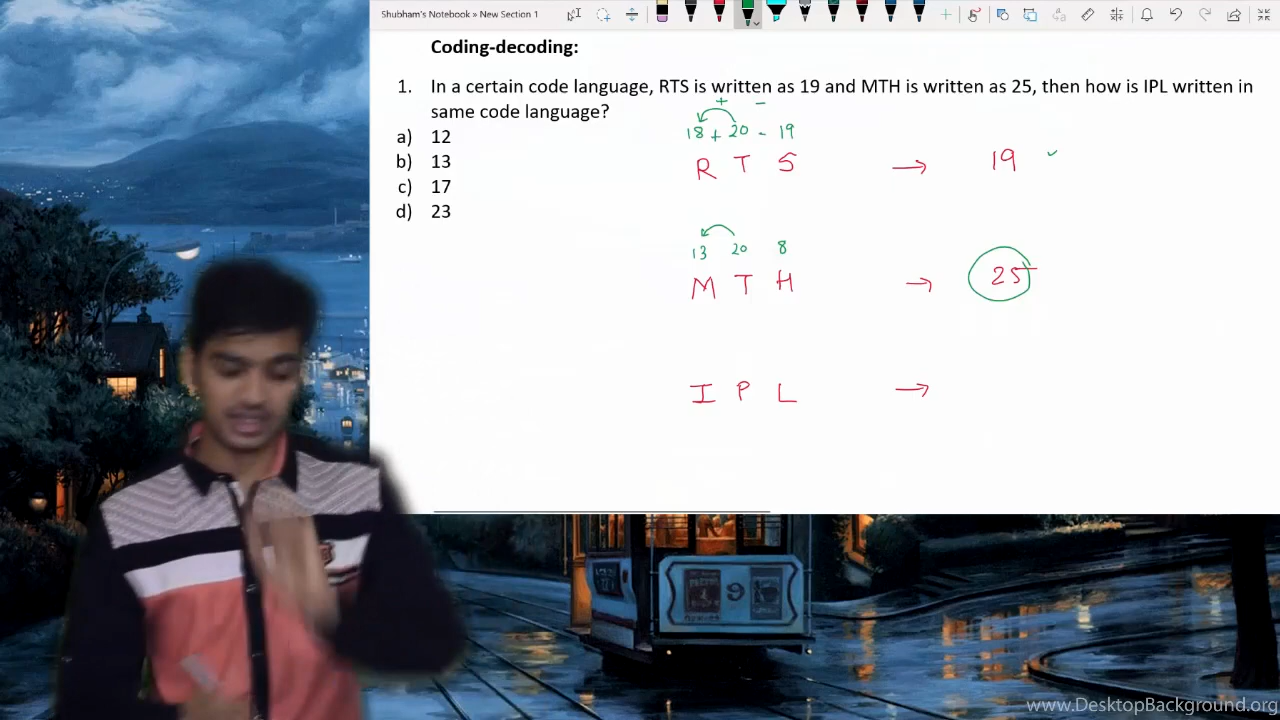 Shubham's Notebook » New Section 1
Coding-decoding:
1. In a certain code language, RTS is written as 19 and MTH is written as 25, then how is IPL written in
same code language?
a) 12
b) 13
c) 17
d) 23
+ -
18 + 20 - 19
R T S → 19
13 20 8
M T H → 25
I P L →
9
www.DesktopBackground.org